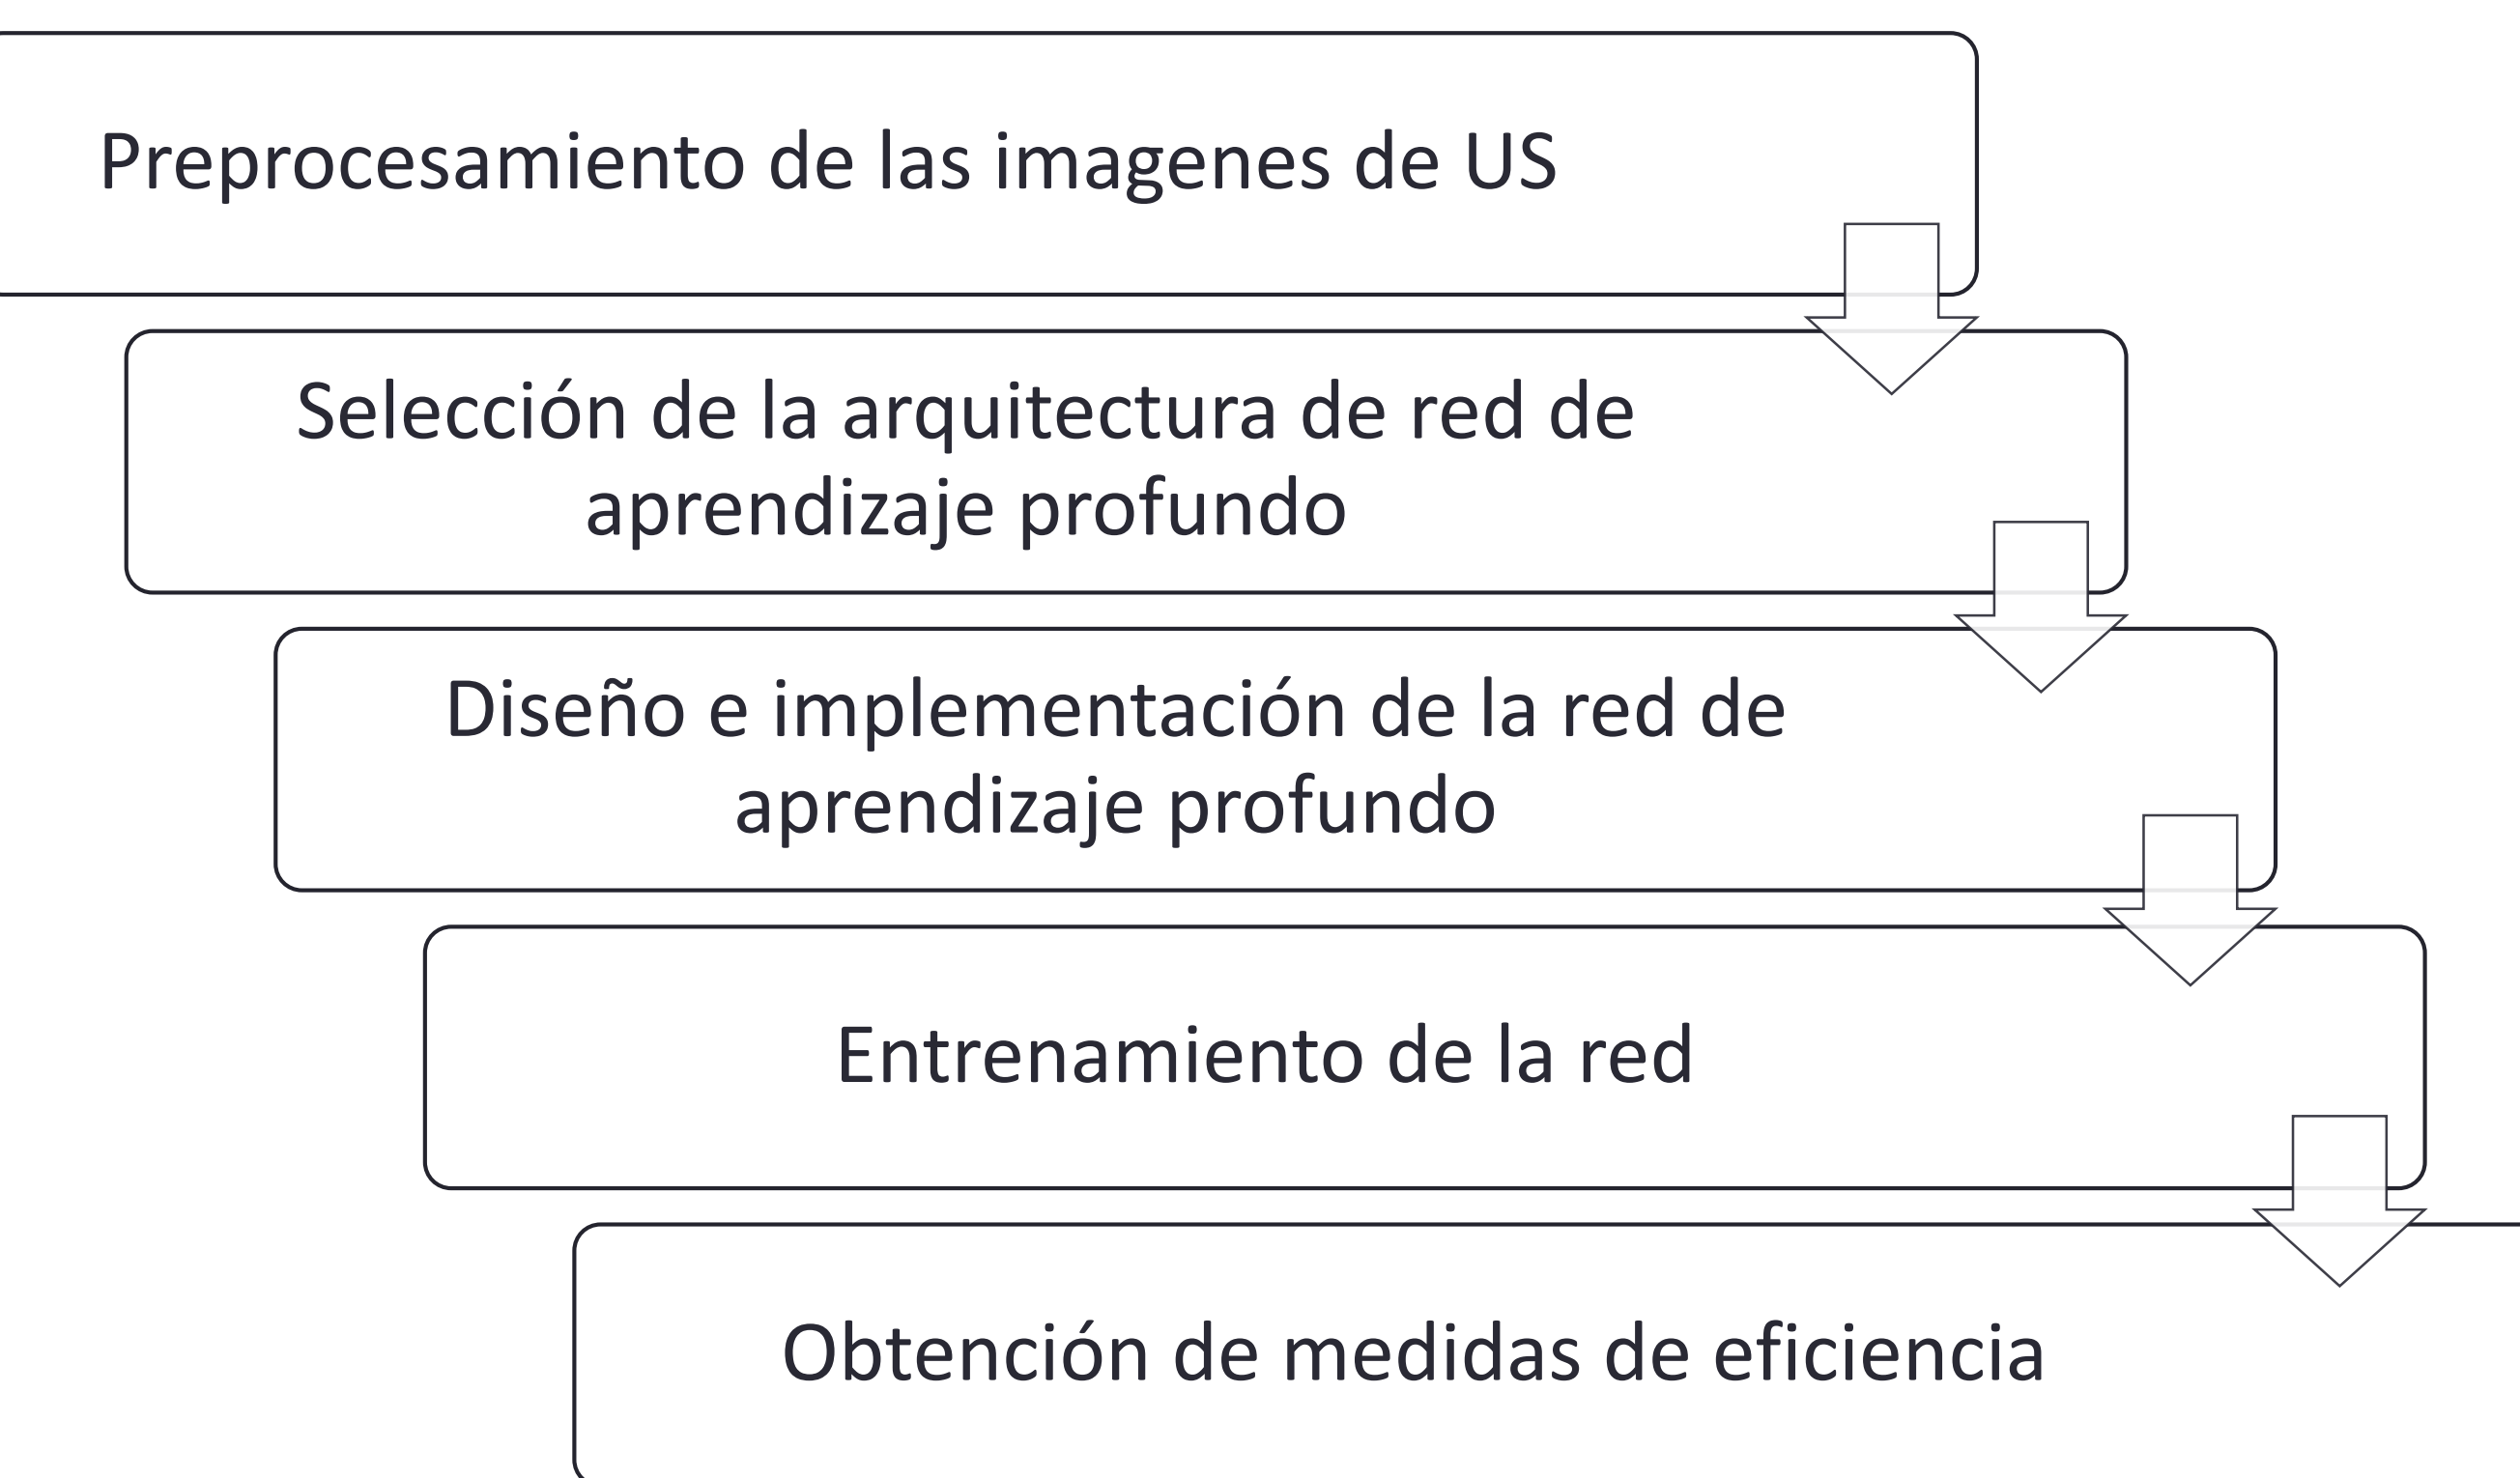 Preprocesamiento de las imagenes de US
Selección de la arquitectura de red de
aprendizaje profundo
Diseño e implementación de la red de
aprendizaje profundo
Entrenamiento de la red
Obtención de medidas de eficiencia